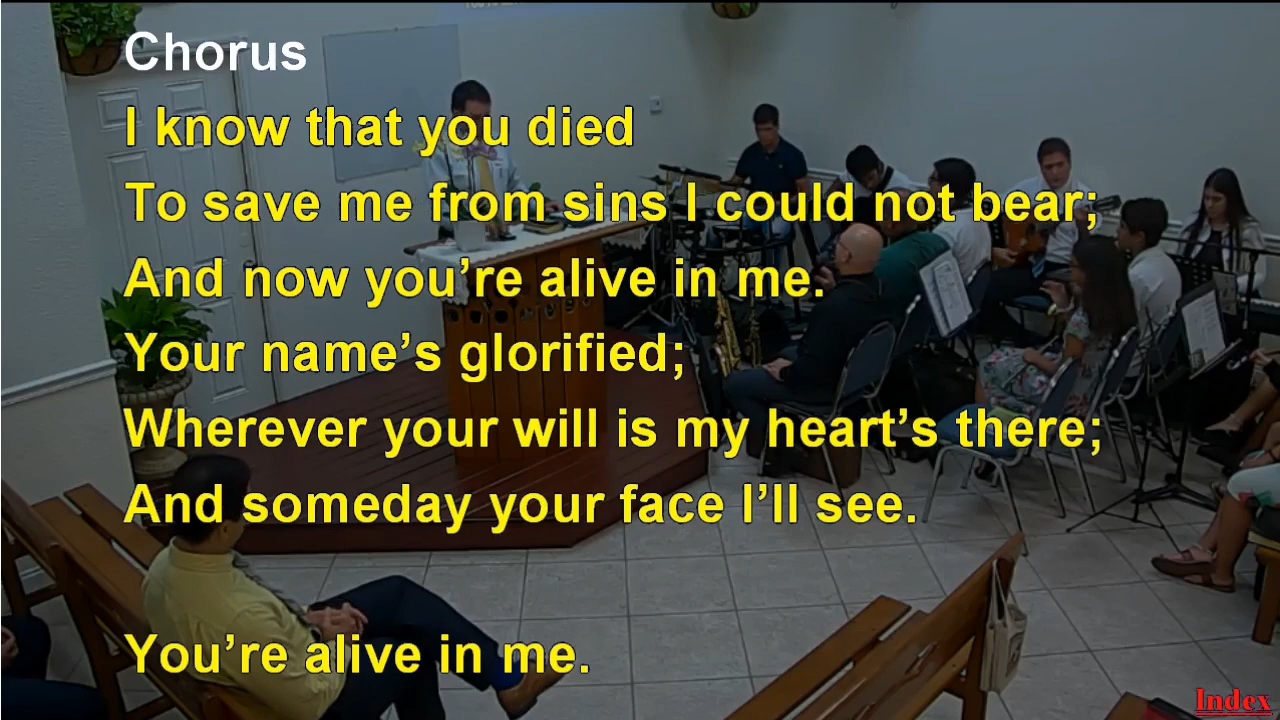 Chorus
I know that you died
To save me from sins I could not bear;
And now you’re alive in me.
Your name’s glorified;
Wherever your will is my heart’s there;
And someday your face I’ll see.
You’re alive in me.
Index